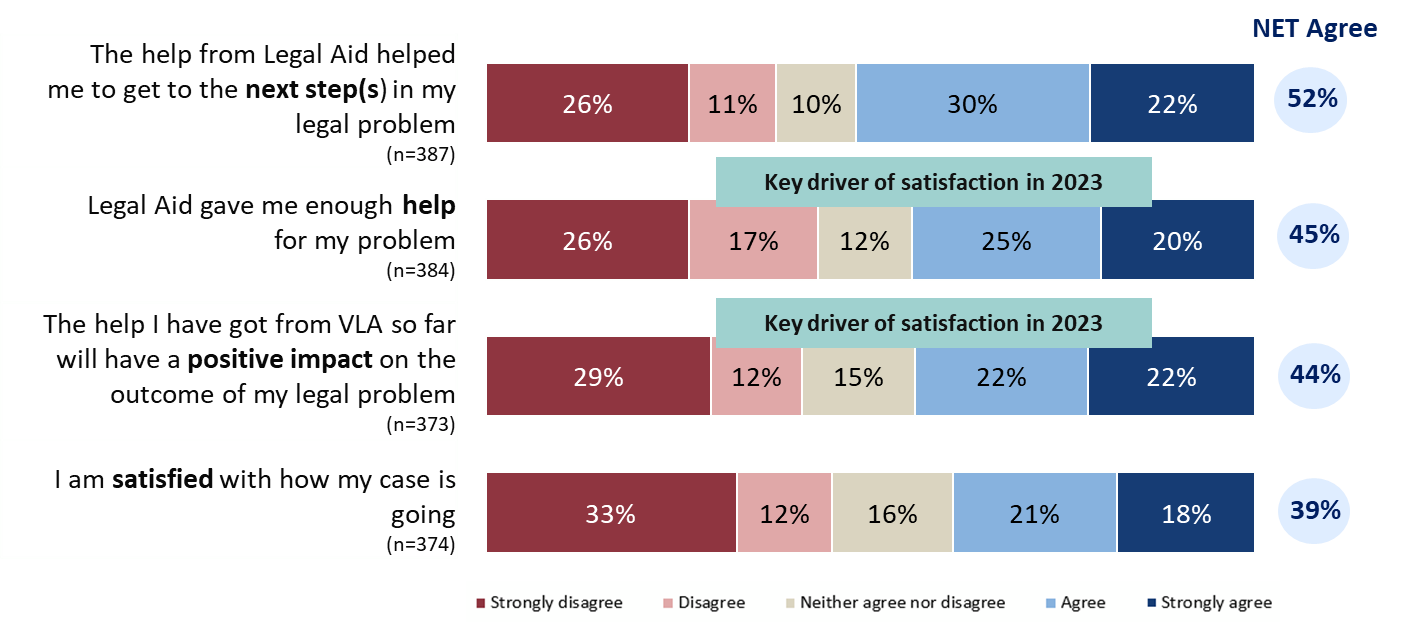 NET Agree
The help from Legal Aid helped
me to get to the next step(s) in my
legal problem
(n=387)
26% 11% 10% 30% 22% 52%
Key driver of satisfaction in 2023
Legal Aid gave me enough help
for my problem
(n=384)
26% 17% 12% 25% 20% 45%
Key driver of satisfaction in 2023
The help I have got from VLA so far
will have a positive impact on the
outcome of my legal problem
(n=373)
29% 12% 15% 22% 22% 44%
I am satisfied with how my case is
going
(n=374)
33% 12% 16% 21% 18% 39%
Strongly disagree Disagree Neither agree nor disagree Agree Strongly agree